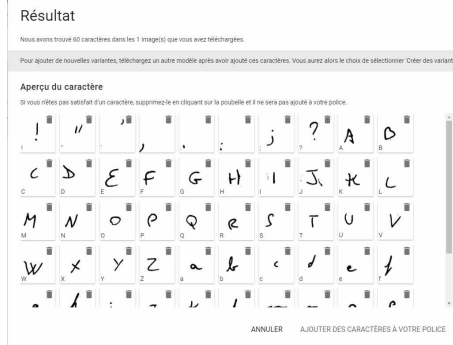 Résultat
Nous avons trouvé 60 caractères dans les 1 image(s) que vous avez téléchargées.
Pour ajouter de nouvelles variantes, téléchargez un autre modèle après avoir ajouté ces caractères. Vous aurez alors le choix de sélectionner 'Créer des variant
Aperçu du caractère
Si vous n'êtes pas satisfait d'un caractère, supprimez-le en cliquant sur la poubelle et il ne sera pas ajouté à votre police.
! " ' , . : ; ? A B
! " ' , . : ; ? A B
C D E F G H I J K L
C D E F G H I J K L
M N O P Q R S T U V
M N O P Q R S T U V
W X Y Z a b c d e f
W X Y Z a b c d e f
ANNULER AJOUTER DES CARACTÈRES À VOTRE POLICE